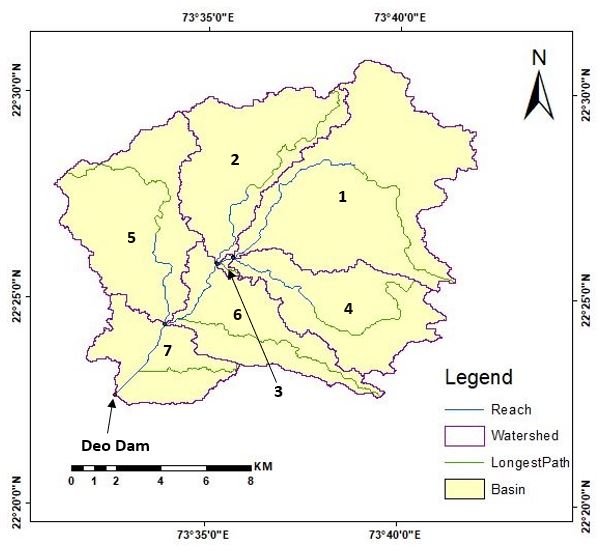 73°35'0"E
73°40'0"E
22°30'0"N
22°30'0"N
N
2
1
5
22°25'0"N
22°25'0"N
6
4
7
3
Deo Dam
Legend
Reach
Watershed
LongestPath
Basin
KM
0 1 2 4 6 8
22°20'0"N
22°20'0"N
73°35'0"E
73°40'0"E